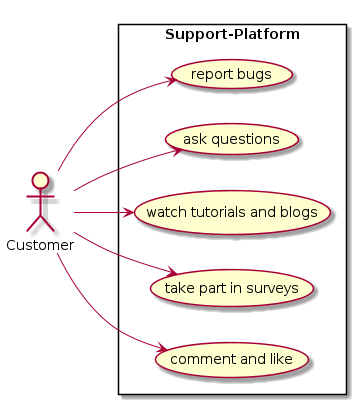 Support-Platform
report bugs
ask questions
watch tutorials and blogs
Customer
take part in surveys
comment and like